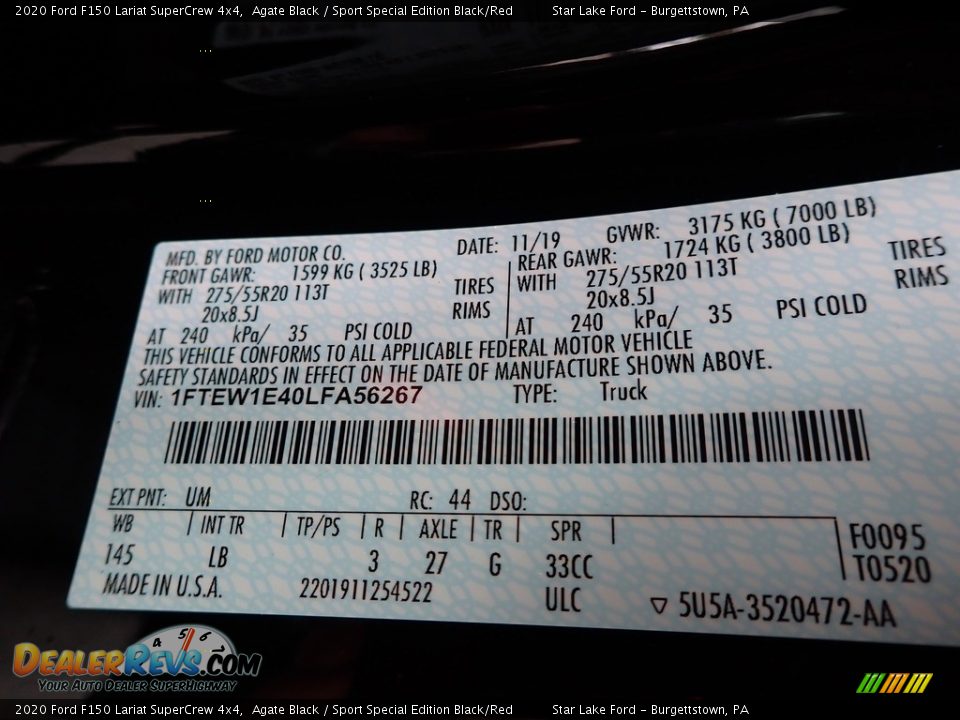 2020 Ford F150 Lariat SuperCrew 4x4, Agate Black / Sport Special Edition Black/Red Star Lake Ford - Burgettstown, PA
...
...
MFD. BY FORD MOTOR CO. DATE: 11/19 GVWR: 3175 KG ( 7000 LB)
FRONT GAWR: 1599 KG ( 3525 LB) REAR GAWR: 1724 KG ( 3800 LB)
WITH 275/55R20 113T TIRES WITH 275/55R20 113T TIRES
20x8.5J RIMS 20x8.5J RIMS
AT 240 kPa/ 35 PSI COLD AT 240 kPa/ 35 PSI COLD
THIS VEHICLE CONFORMS TO ALL APPLICABLE FEDERAL MOTOR VEHICLE
SAFETY STANDARDS IN EFFECT ON THE DATE OF MANUFACTURE SHOWN ABOVE.
VIN: 1FTEW1E40LFA56267 TYPE: Truck
EXT PNT: UM RC: 44 DSO:
WB INT TR TP/PS R AXLE TR SPR F0095
145 LB 3 27 G 33CC T0520
MADE IN U.S.A. 2201911254522 ULC ▽ 5U5A-3520472-AA
4 5 6
DEALERREVS.COM
YOUR AUTO DEALER SUPERHIGHWAY
2020 Ford F150 Lariat SuperCrew 4x4, Agate Black / Sport Special Edition Black/Red Star Lake Ford - Burgettstown, PA